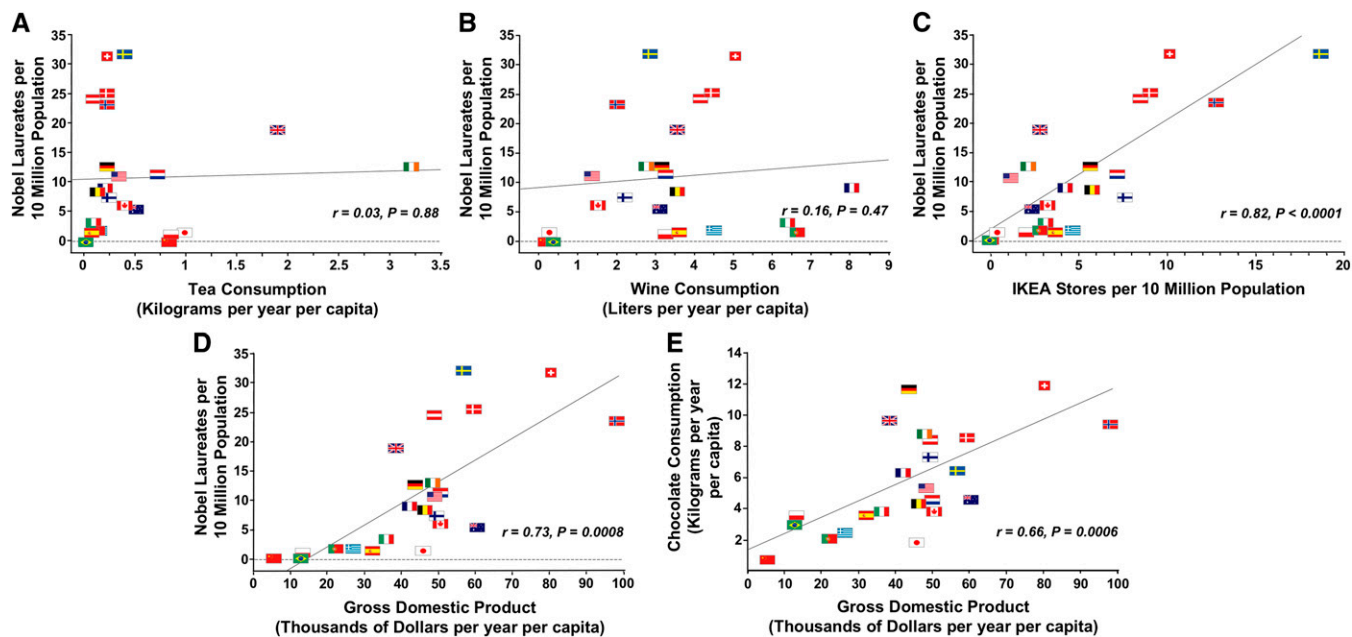 A
Nobel Laureates per
10 Million Population
35
30
25
20
15
10
5
0
r = 0.03, P = 0.88
0
0.5
1
1.5
2
2.5
3
3.5
Tea Consumption
(Kilograms per year per capita)
B
Nobel Laureates per
10 Million Population
35
30
25
20
15
10
5
0
r = 0.16, P = 0.47
0
1
2
3
4
5
6
7
8
9
Wine Consumption
(Liters per year per capita)
C
Nobel Laureates per
10 Million Population
35
30
25
20
15
10
5
0
r = 0.82, P < 0.0001
0
5
10
15
20
IKEA Stores per 10 Million Population
D
Nobel Laureates per
10 Million Population
35
30
25
20
15
10
5
0
r = 0.73, P = 0.0008
0
10
20
30
40
50
60
70
80
90
100
Gross Domestic Product
(Thousands of Dollars per year per capita)
E
Chocolate Consumption
(Kilograms per year
per capita)
14
12
10
8
6
4
2
r = 0.66, P = 0.0006
0
10
20
30
40
50
60
70
80
90
100
Gross Domestic Product
(Thousands of Dollars per year per capita)